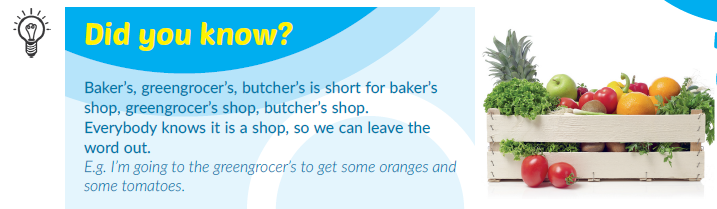 Did you know?
Baker's, greengrocer's, butcher's is short for baker's
shop, greengrocer's shop, butcher's shop.
Everybody knows it is a shop, so we can leave the
word out.
E.g. I'm going to the greengrocer's to get some oranges and
some tomatoes.